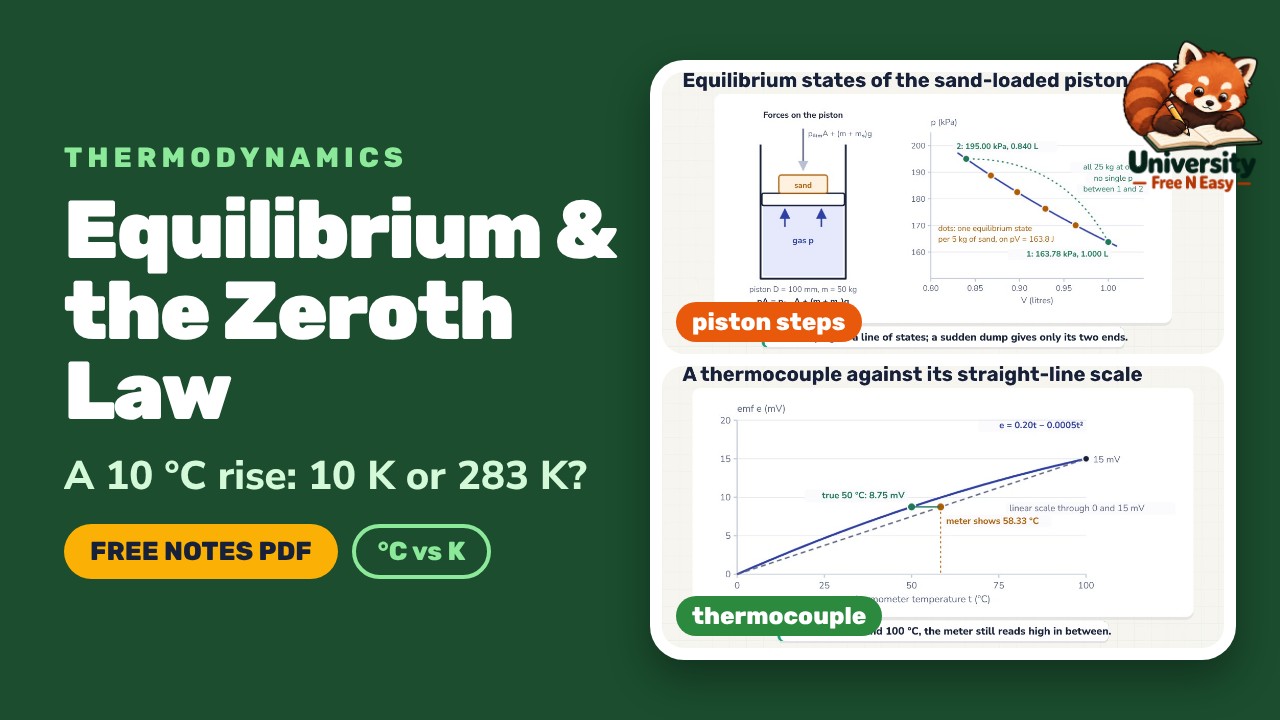 THERMODYNAMICS
Equilibrium &
the Zeroth
Law
A 10 °C rise: 10 K or 283 K?
FREE NOTES PDF
°C vs K
Equilibrium states of the sand-loaded piston
Forces on the piston
sand
gas p
piston D = 100 mm, m = 50 kg
p (kPa)
200
190
180
170
160
2: 195.00 kPa, 0.840 L
all 25 kg at
no single
between 1 and 2
dots: one equilibrium state
per 5 kg of sand, on pV = 163.8 J
1: 163.78 kPa, 1.000 L
0.80
0.85
0.90
0.95
1.00
V (litres)
piston steps
a line of states; a sudden dump gives only its two ends.
University
Free N Easy
A thermocouple against its straight-line scale
emf e (mV)
20
15
10
5
0
e = 0.20t − 0.0005t²
15 mV
true 50 °C: 8.75 mV
linear scale through 0 and 15 mV
meter shows 58.33 °C
0
25
50
75
100
temperature t (°C)
thermocouple
100 °C, the meter still reads high in between.